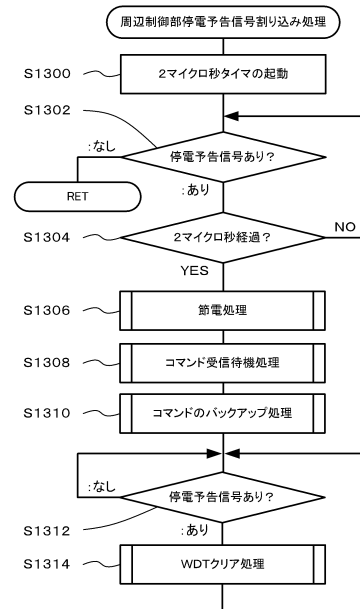 周辺制御部停電予告信号割り込み処理
S1300
2マイクロ秒タイマの起動
S1302
:なし
停電予告信号あり?
RET
:あり
S1304
2マイクロ秒経過?
NO
YES
S1306
節電処理
S1308
コマンド受信待機処理
S1310
コマンドのバックアップ処理
:なし
停電予告信号あり?
S1312
:あり
S1314
WDTクリア処理